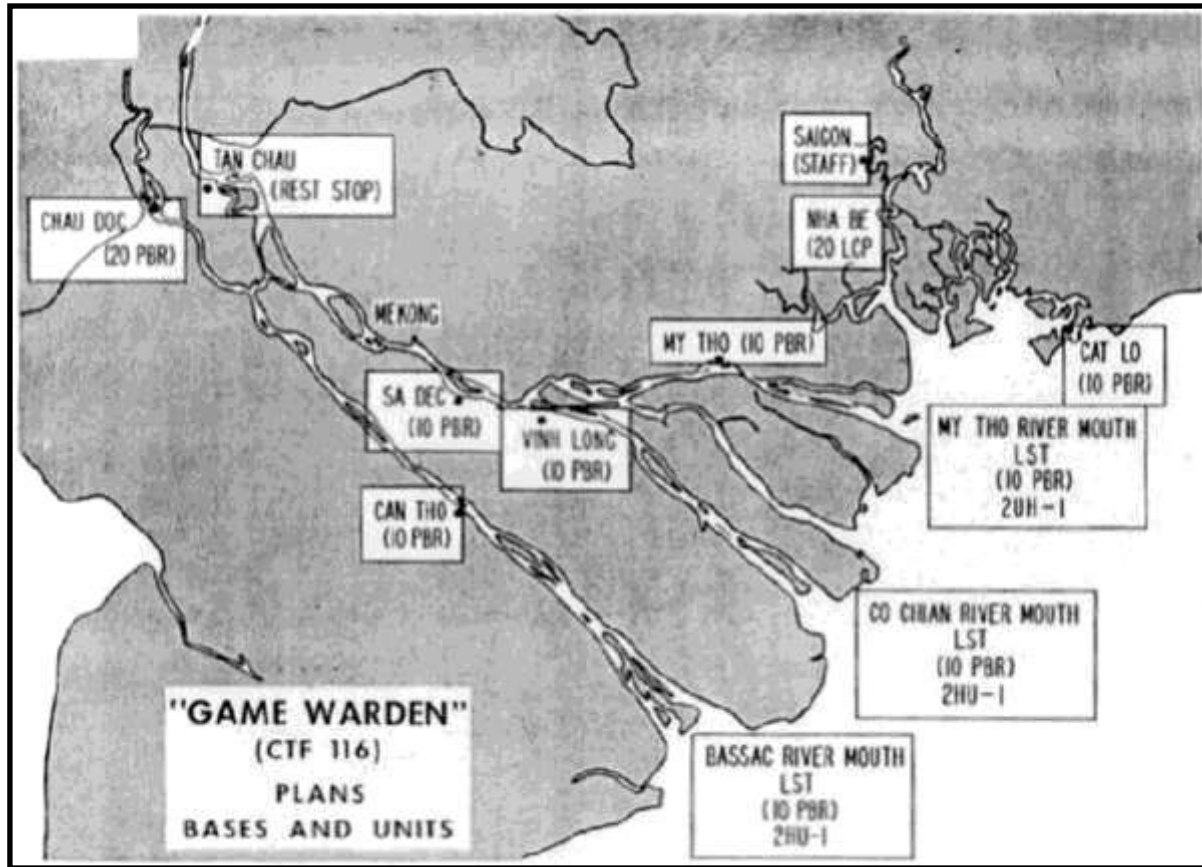 SAIGON
(STAFF)
TAN CHAU
(REST STOP)
CHAU DOC
(20 PBR)
NHA BE
(20 LCP
MEKONG
MY THO (10 PBR)
CAT LO
(10 PBR)
SA DEC
(10 PBR)
VINH LONG
(10 PBR)
MY THO RIVER MOUTH
LST
(10 PBR)
2UH-1
CAN THO
(10 PBR)
CO CHIAN RIVER MOUTH
LST
(10 PBR)
2HU-1
"GAME WARDEN"
(CTF 116)
PLANS
BASES AND UNITS
BASSAC RIVER MOUTH
LST
(10 PBR)
2HU-1